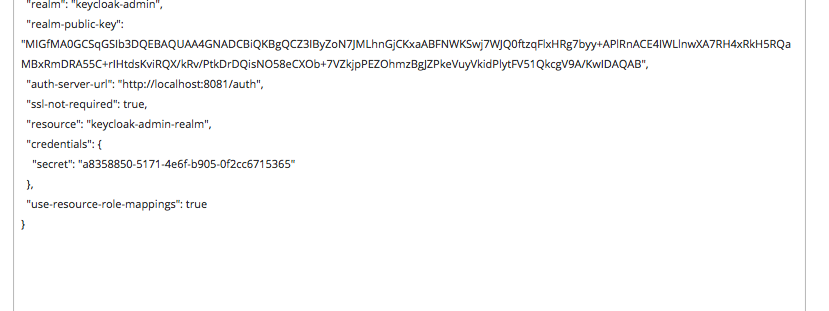 "realm": "keycloak-admin",
"realm-public-key":
"MIGfMA0GCSqGSIb3DQEBAQUAA4GNADCBiQKBgQCZ3IByZoN7JMLhnGjCKxaABFNWKSwj7WJQ0ftzqFlxHRg7byy+APlRnACE4IWLlnwXA7RH4xRkH5RQa
MBxRmDRA55C+rIHtdsKviRQX/kRv/PtkDrDQisNO58eCXOb+7VZkjpPEZOhmzBgJZPkeVuyVkidPlytFV51QkcgV9A/KwIDAQAB",
"auth-server-url": "http://localhost:8081/auth",
"ssl-not-required": true,
"resource": "keycloak-admin-realm",
"credentials": {
"secret": "a8358850-5171-4e6f-b905-0f2cc6715365"
},
"use-resource-role-mappings": true
}